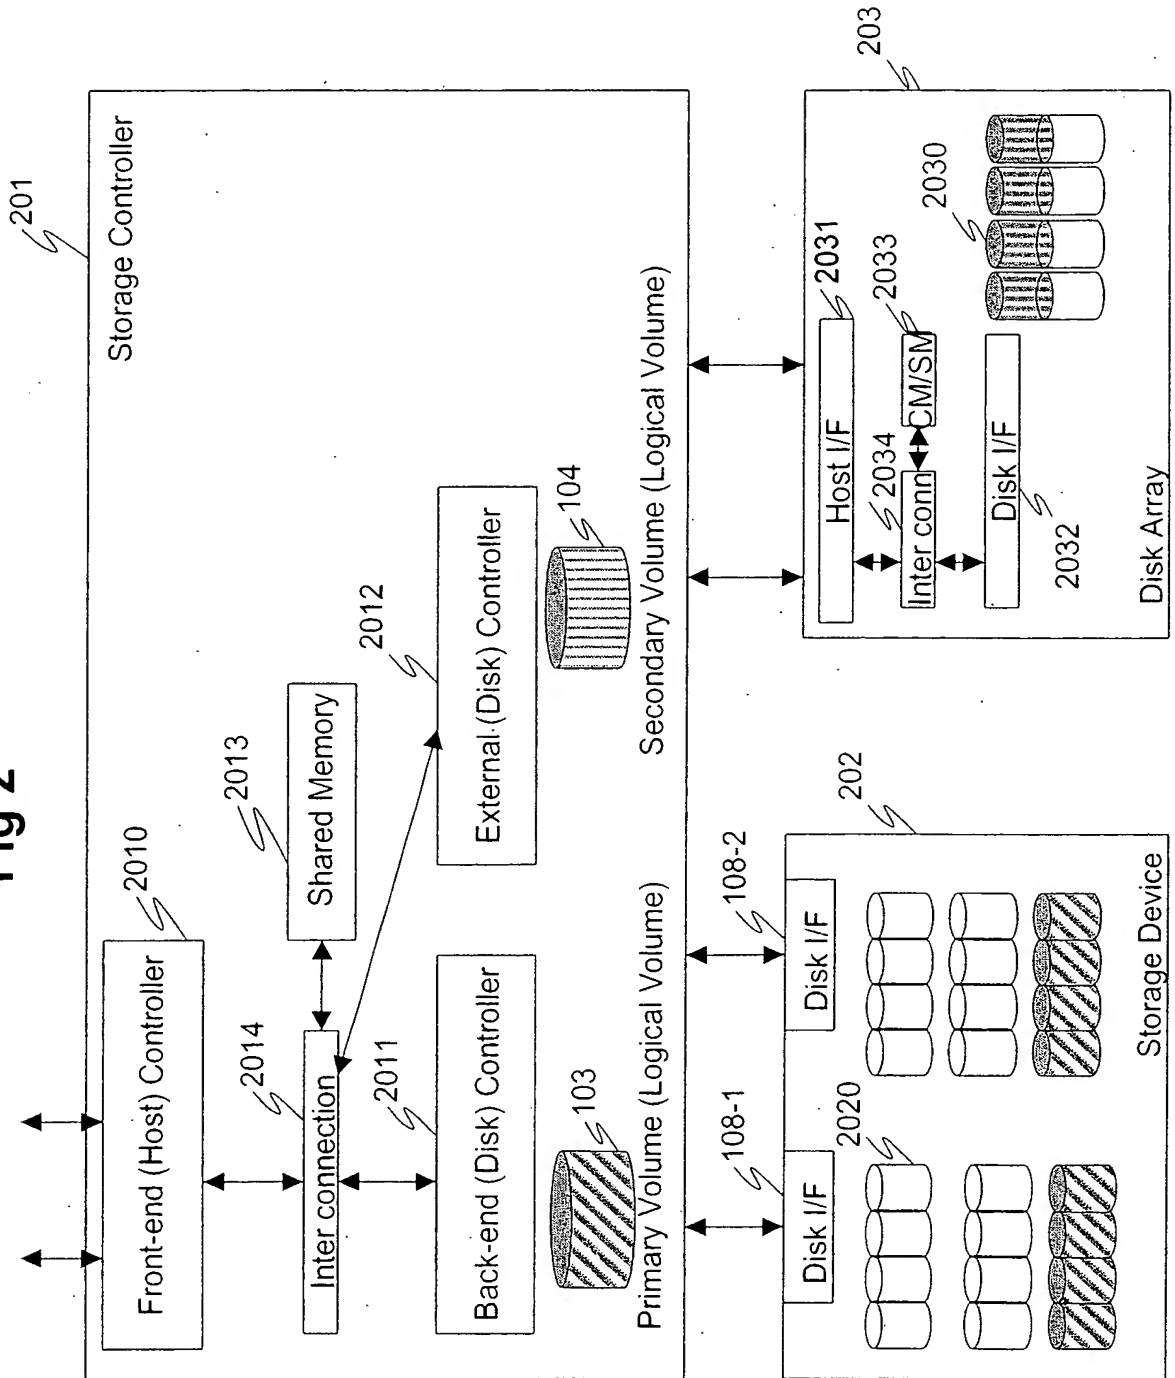 Fig 2
201
Storage Controller
2010
Front-end (Host) Controller
2013
Shared Memory
2014
Inter connection
2012
External (Disk) Controller
2011
Back-end (Disk) Controller
104
103
Secondary Volume (Logical Volume)
Primary Volume (Logical Volume)
108-1
108-2
202
Disk I/F
Disk I/F
2020
Storage Device
203
2031
Host I/F
2030
2033
CM/SM
2034
Inter conn
Disk I/F
2032
Disk Array